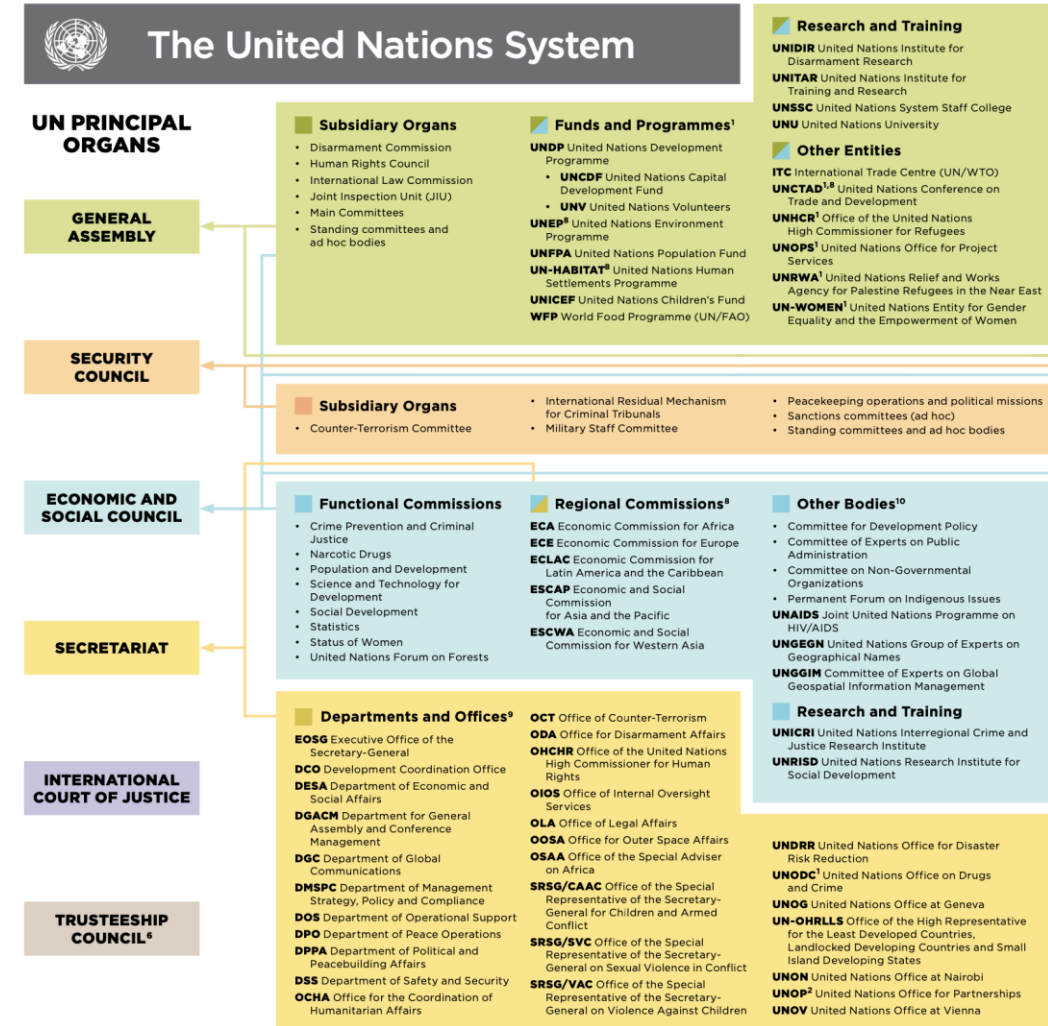 The United Nations System
UN PRINCIPAL
ORGANS
GENERAL
ASSEMBLY
SECURITY
COUNCIL
ECONOMIC AND
SOCIAL COUNCIL
SECRETARIAT
INTERNATIONAL
COURT OF JUSTICE
TRUSTEESHIP
COUNCIL⁶
Subsidiary Organs
• Disarmament Commission
• Human Rights Council
• International Law Commission
• Joint Inspection Unit (JIU)
• Main Committees
• Standing committees and
ad hoc bodies
Funds and Programmes¹
UNDP United Nations Development
Programme
• UNCDF United Nations Capital
Development Fund
• UNV United Nations Volunteers
UNEP⁸ United Nations Environment
Programme
UNFPA United Nations Population Fund
UN-HABITAT⁸ United Nations Human
Settlements Programme
UNICEF United Nations Children's Fund
WFP World Food Programme (UN/FAO)
Research and Training
UNIDIR United Nations Institute for
Disarmament Research
UNITAR United Nations Institute for
Training and Research
UNSSC United Nations System Staff College
UNU United Nations University
Other Entities
ITC International Trade Centre (UN/WTO)
UNCTAD¹,⁸ United Nations Conference on
Trade and Development
UNHCR¹ Office of the United Nations
High Commissioner for Refugees
UNOPS¹ United Nations Office for Project
Services
UNRWA¹ United Nations Relief and Works
Agency for Palestine Refugees in the Near East
UN-WOMEN¹ United Nations Entity for Gender
Equality and the Empowerment of Women
Subsidiary Organs
• Counter-Terrorism Committee
• International Residual Mechanism
for Criminal Tribunals
• Military Staff Committee
• Peacekeeping operations and political missions
• Sanctions committees (ad hoc)
• Standing committees and ad hoc bodies
Functional Commissions
• Crime Prevention and Criminal
Justice
• Narcotic Drugs
• Population and Development
• Science and Technology for
Development
• Social Development
• Statistics
• Status of Women
• United Nations Forum on Forests
Regional Commissions⁸
ECA Economic Commission for Africa
ECE Economic Commission for Europe
ECLAC Economic Commission for
Latin America and the Caribbean
ESCAP Economic and Social
Commission
for Asia and the Pacific
ESCWA Economic and Social
Commission for Western Asia
Other Bodies¹⁰
• Committee for Development Policy
• Committee of Experts on Public
Administration
• Committee on Non-Governmental
Organizations
• Permanent Forum on Indigenous Issues
UNAIDS Joint United Nations Programme on
HIV/AIDS
UNGEGN United Nations Group of Experts on
Geographical Names
UNGGIM Committee of Experts on Global
Geospatial Information Management
Research and Training
UNICRI United Nations Interregional Crime and
Justice Research Institute
UNRISD United Nations Research Institute for
Social Development
Departments and Offices⁹
EOSG Executive Office of the
Secretary-General
DCO Development Coordination Office
DESA Department of Economic and
Social Affairs
DGACM Department for General
Assembly and Conference
Management
DGC Department of Global
Communications
DMSPC Department of Management
Strategy, Policy and Compliance
DOS Department of Operational Support
DPO Department of Peace Operations
DPPA Department of Political and
Peacebuilding Affairs
DSS Department of Safety and Security
OCHA Office for the Coordination of
Humanitarian Affairs
OCT Office of Counter-Terrorism
ODA Office for Disarmament Affairs
OHCHR Office of the United Nations
High Commissioner for Human
Rights
OIOS Office of Internal Oversight
Services
OLA Office of Legal Affairs
OOSA Office for Outer Space Affairs
OSAA Office of the Special Adviser
on Africa
SRSG/CAAC Office of the Special
Representative of the Secretary-
General for Children and Armed
Conflict
SRSG/SVC Office of the Special
Representative of the Secretary-
General on Sexual Violence in Conflict
SRSG/VAC Office of the Special
Representative of the Secretary-
General on Violence Against Children
UNDRR United Nations Office for Disaster
Risk Reduction
UNODC¹ United Nations Office on Drugs
and Crime
UNOG United Nations Office at Geneva
UN-OHRLLS Office of the High Representative
for the Least Developed Countries,
Landlocked Developing Countries and Small
Island Developing States
UNON United Nations Office at Nairobi
UNOP² United Nations Office for Partnerships
UNOV United Nations Office at Vienna